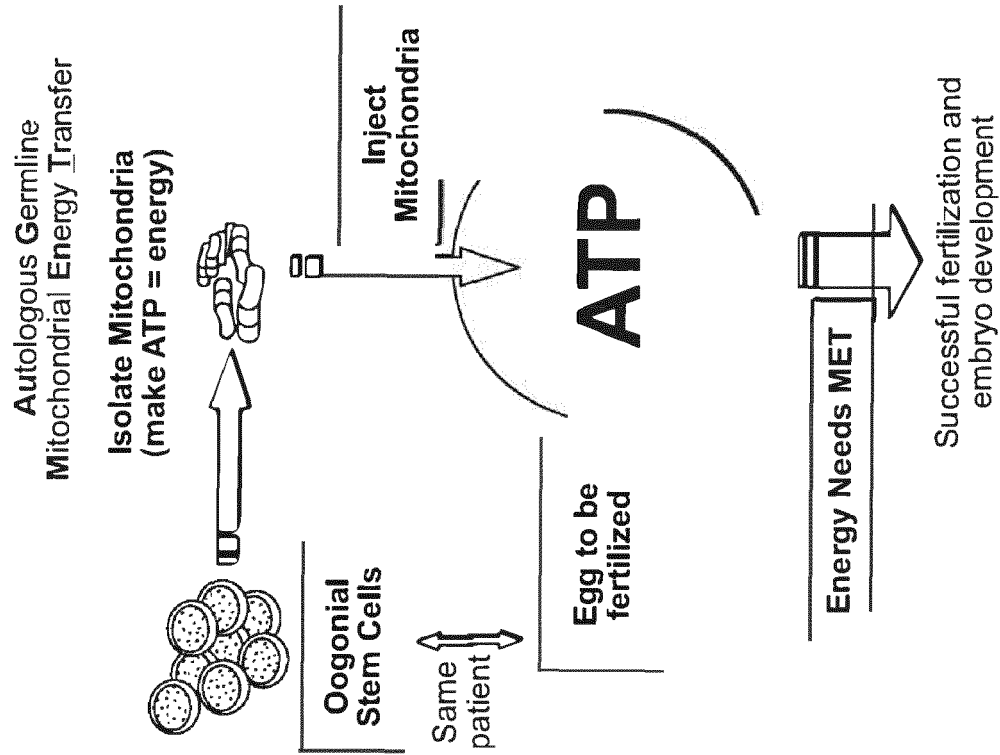 Autologous Germline
Mitochondrial Energy Transfer
Isolate Mitochondria
(make ATP = energy)
Oogonial
Stem Cells
Inject
Mitochondria
Same
patient
Egg to be
fertilized
ATP
Energy Needs MET
Successful fertilization and
embryo development